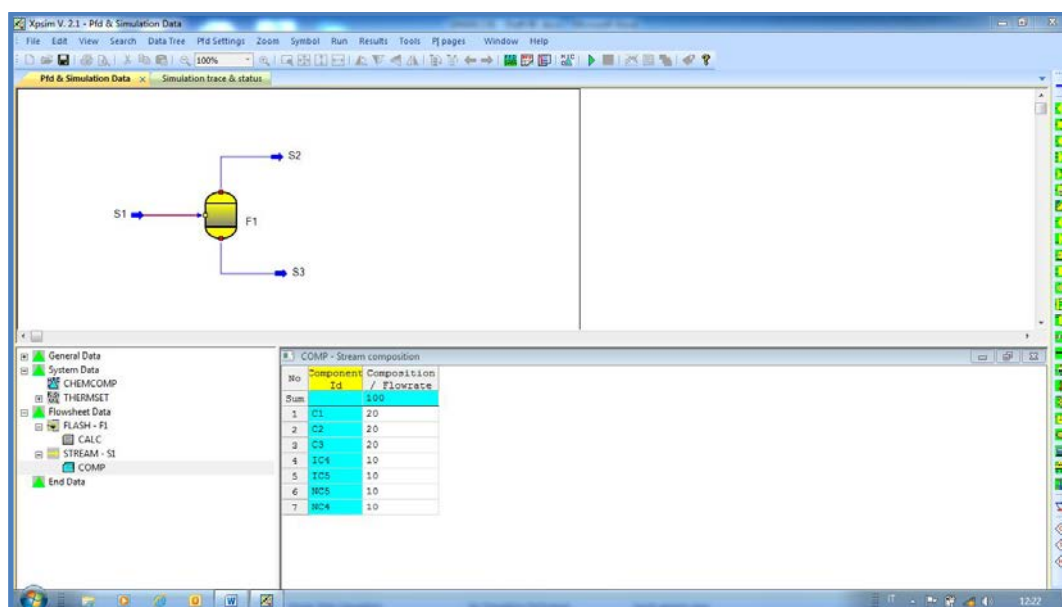 Xpsim V. 2.1 - Pfd & Simulation Data
File Edit View Search Data Tree Pfd Settings Zoom Symbol Run Results Tools PJ pages Window Help
100%
Pfd & Simulation Data x Simulation trace & status
S2
S1
F1
S3
General Data
System Data
CHEMCOMP
THERMSET
Flowsheet Data
FLASH - F1
CALC
STREAM - S1
COMP
End Data
COMP - Stream composition
No Component Id Composition / Flowrate
Sum 100
1 C1 20
2 C2 20
3 C3 20
4 IC4 10
5 IC5 10
6 NC5 10
7 NC4 10
IT 12:22